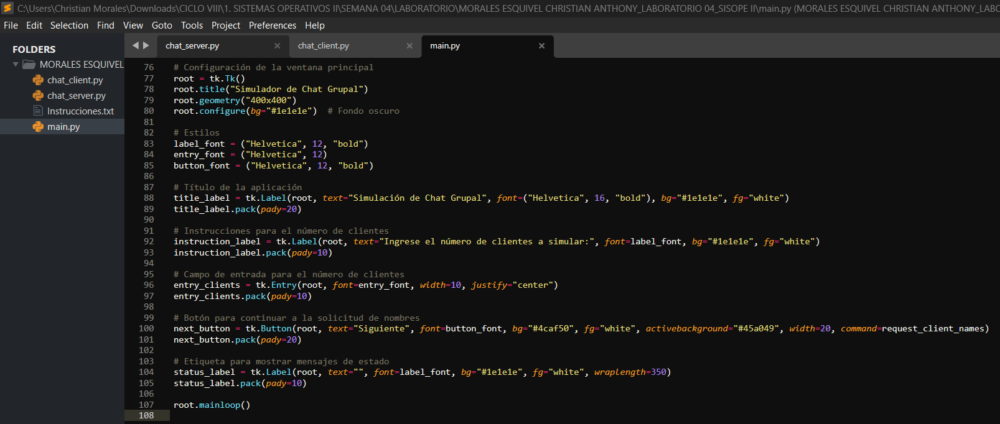 C:\Users\Christian Morales\Downloads\CICLO VIII\1. SISTEMAS OPERATIVOS II\SEMANA 04\LABORATORIO\MORALES ESQUIVEL CHRISTIAN ANTHONY_LABORATORIO 04_SISOPE II\main.py (MORALES ESQUIVEL CHRISTIAN ANTHONY_LABO
File Edit Selection Find View Goto Tools Project Preferences Help
FOLDERS
MORALES ESQUIVEL
chat_client.py
chat_server.py
Instrucciones.txt
main.py
chat_server.py chat_client.py main.py
76 # Configuración de la ventana principal
77 root = tk.Tk()
78 root.title("Simulador de Chat Grupal")
79 root.geometry("400x400")
80 root.configure(bg="#1e1e1e")  # Fondo oscuro
81
82 # Estilos
83 label_font = ("Helvetica", 12, "bold")
84 entry_font = ("Helvetica", 12)
85 button_font = ("Helvetica", 12, "bold")
86
87 # Título de la aplicación
88 title_label = tk.Label(root, text="Simulación de Chat Grupal", font=("Helvetica", 16, "bold"), bg="#1e1e1e", fg="white")
89 title_label.pack(pady=20)
90
91 # Instrucciones para el número de clientes
92 instruction_label = tk.Label(root, text="Ingrese el número de clientes a simular:", font=label_font, bg="#1e1e1e", fg="white")
93 instruction_label.pack(pady=10)
94
95 # Campo de entrada para el número de clientes
96 entry_clients = tk.Entry(root, font=entry_font, width=10, justify="center")
97 entry_clients.pack(pady=10)
98
99 # Botón para continuar a la solicitud de nombres
100 next_button = tk.Button(root, text="Siguiente", font=button_font, bg="#4caf50", fg="white", activebackground="#45a049", width=20, command=request_client_names)
101 next_button.pack(pady=20)
102
103 # Etiqueta para mostrar mensajes de estado
104 status_label = tk.Label(root, text="", font=label_font, bg="#1e1e1e", fg="white", wraplength=350)
105 status_label.pack(pady=10)
106
107 root.mainloop()
108